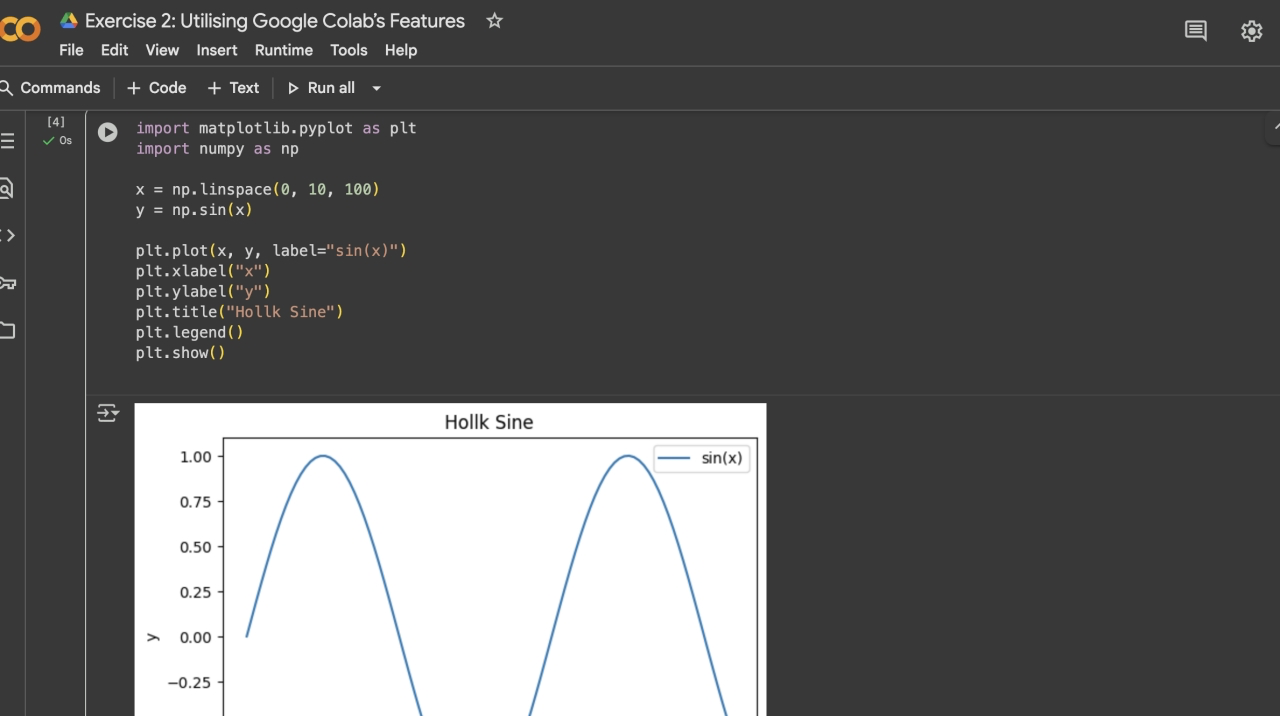 Exercise 2: Utilising Google Colab's Features
File Edit View Insert Runtime Tools Help
Commands + Code + Text Run all
[4]
0s
import matplotlib.pyplot as plt
import numpy as np
x = np.linspace(0, 10, 100)
y = np.sin(x)
plt.plot(x, y, label="sin(x)")
plt.xlabel("x")
plt.ylabel("y")
plt.title("Hollk Sine")
plt.legend()
plt.show()
Hollk Sine
sin(x)
1.00
0.75
0.50
0.25
0.00
−0.25
y